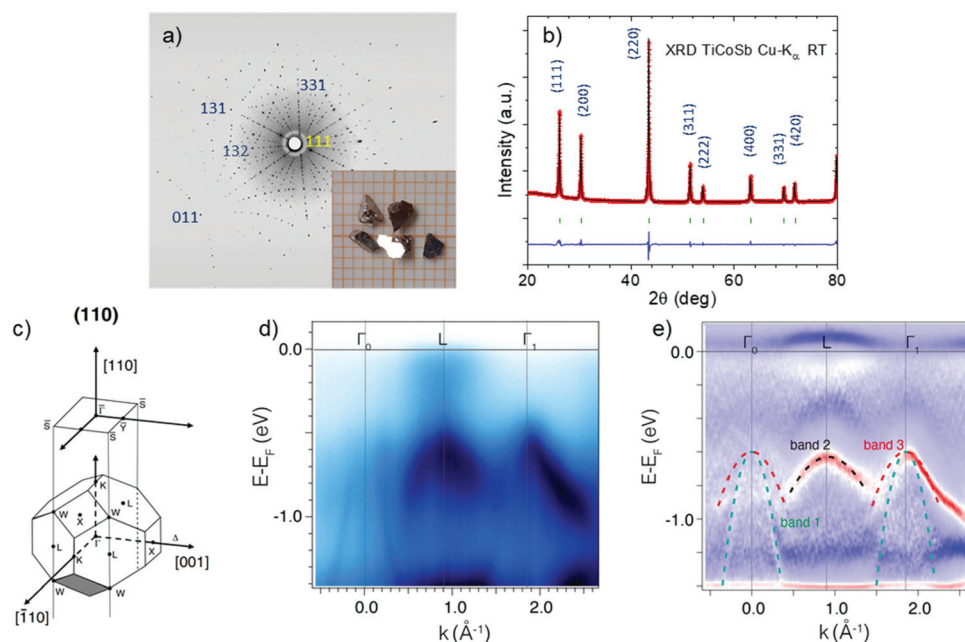 a)
331
131
111
132
011
b)
XRD TiCoSb Cu-Kα RT
(111)
(200)
(220)
(311)
(222)
(400)
(331)
(420)
Intensity (a.u.)
20 40 60 80
2θ (deg)
c)
(110)
[110]
S̄
Γ̄
S̄
S̄
Ȳ
S̄
K
L
W
W
X
Γ
Δ
L
L
X
K
[001]
W
W
[1̄10]
d)
Γ₀ L Γ₁
0.0
-1.0
E-E_F (eV)
0.0 1.0 2.0
k (Å⁻¹)
e)
Γ₀ L Γ₁
0.0
-1.0
E-E_F (eV)
band 2
band 3
band 1
0.0 1.0 2.0
k (Å⁻¹)